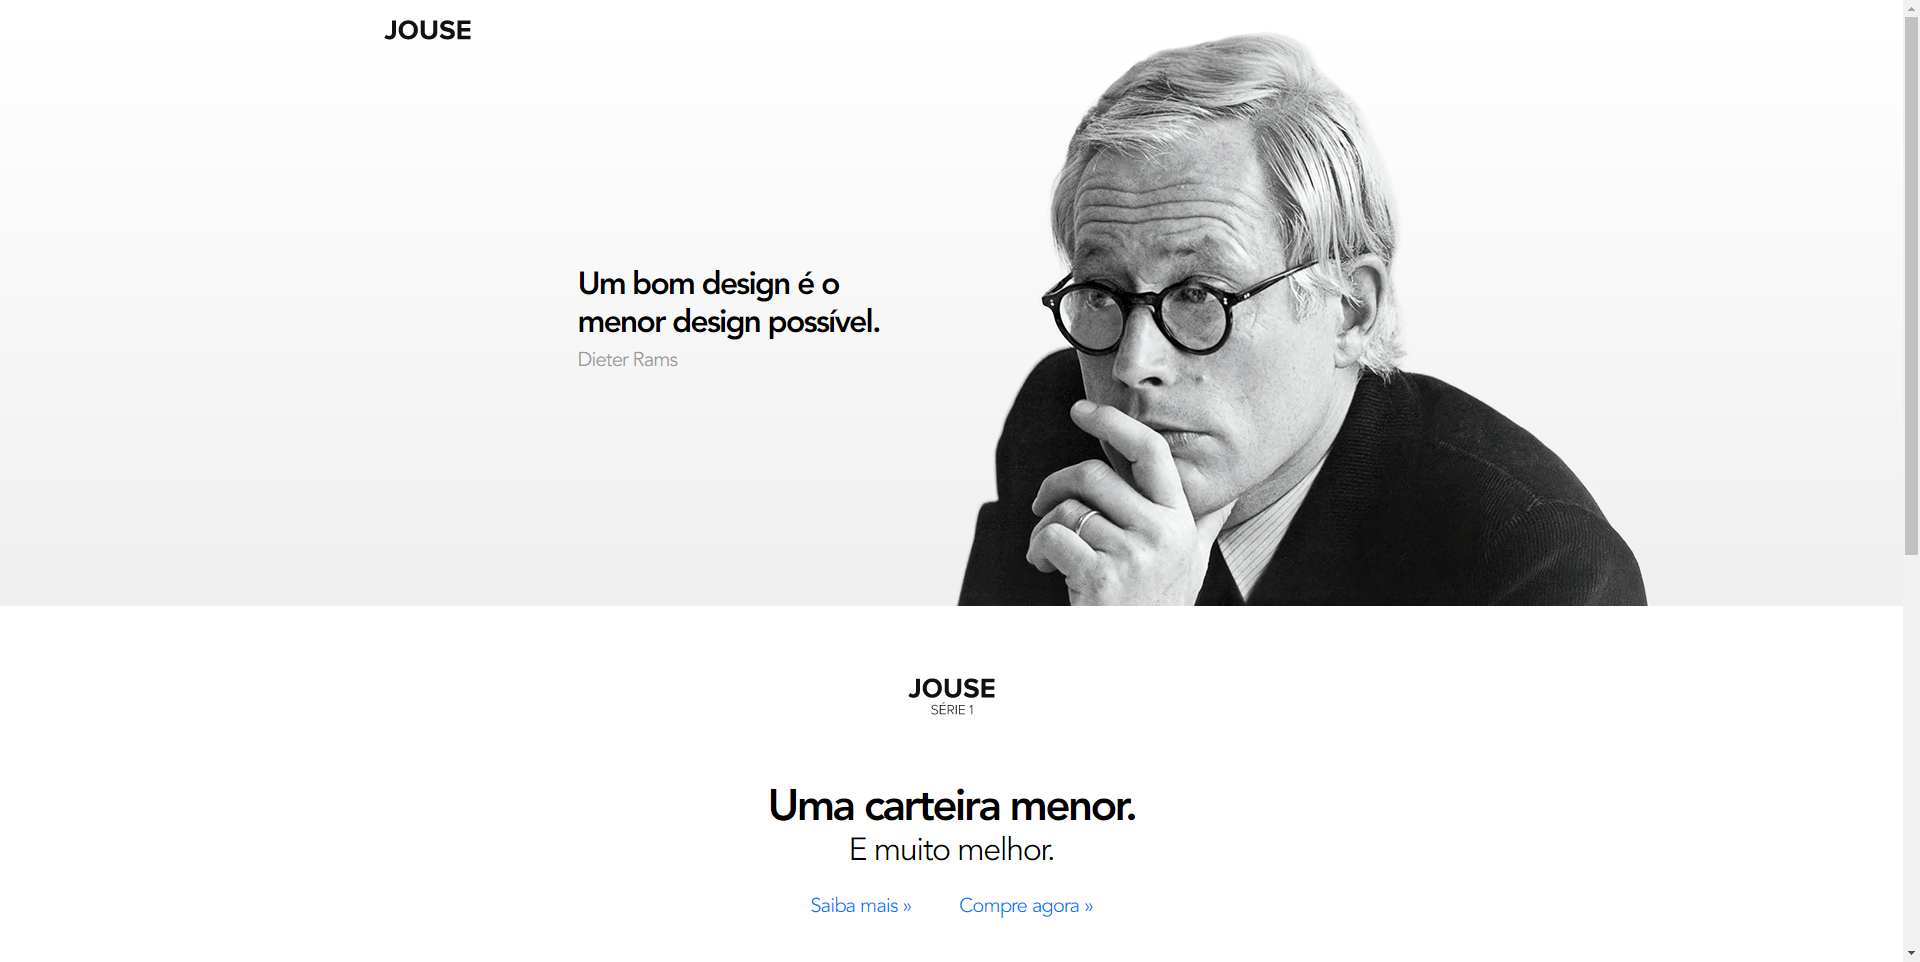 JOUSE
Um bom design é o
menor design possível.
Dieter Rams
JOUSE
SÉRIE 1
Uma carteira menor.
E muito melhor.
Saiba mais »
Compre agora »